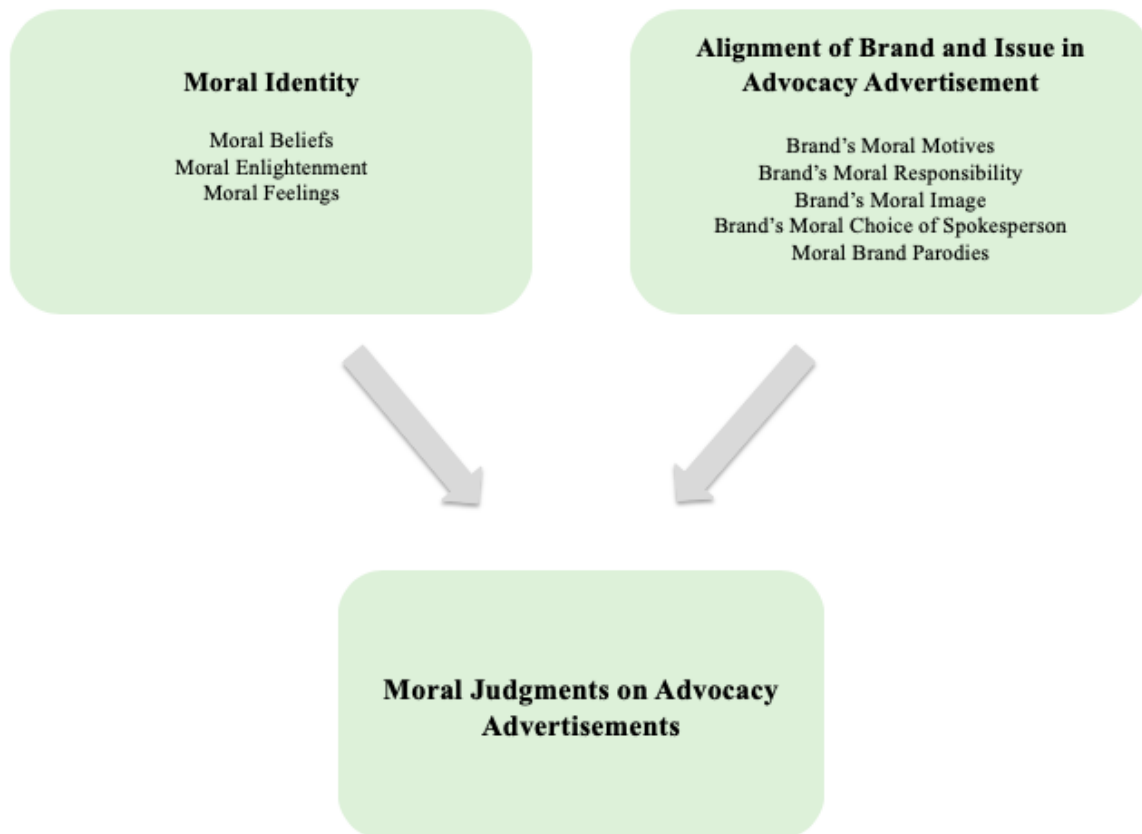 Moral Identity
Moral Beliefs
Moral Enlightenment
Moral Feelings
Alignment of Brand and Issue in
Advocacy Advertisement
Brand’s Moral Motives
Brand’s Moral Responsibility
Brand’s Moral Image
Brand’s Moral Choice of Spokesperson
Moral Brand Parodies
Moral Judgments on Advocacy
Advertisements